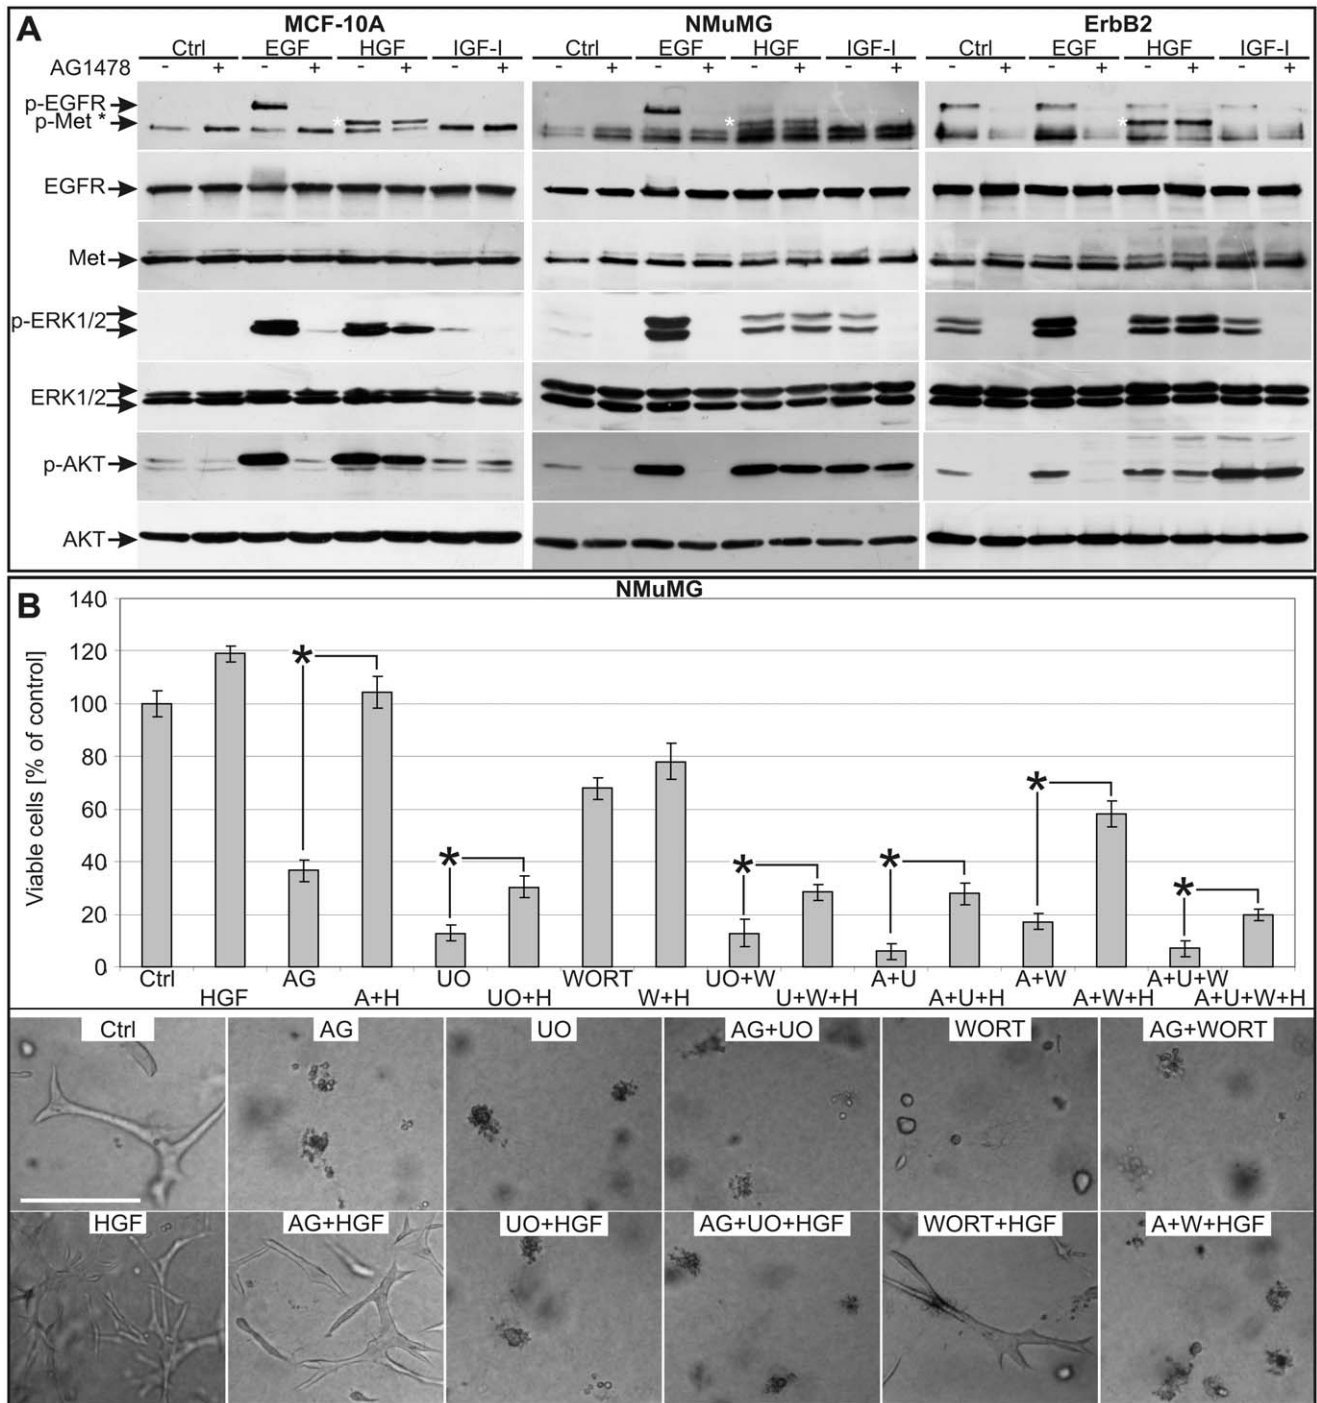 A
MCF-10A NMuMG ErbB2
Ctrl EGF HGF IGF-I Ctrl EGF HGF IGF-I Ctrl EGF HGF IGF-I
AG1478 - + - + - + - + - + - + - + - + - + - + - + - +
p-EGFR
p-Met *
* * *
EGFR
Met
p-ERK1/2
ERK1/2
p-AKT
AKT
B
NMuMG
Viable cells [% of control]
140
120
100
80
60
40
20
0
* * * * * *
Ctrl AG UO WORT UO+W A+U A+W A+U+W
HGF A+H UO+H W+H U+W+H A+U+H A+W+H A+U+W+H
Ctrl AG UO AG+UO WORT AG+WORT
HGF AG+HGF UO+HGF AG+UO+HGF WORT+HGF A+W+HGF